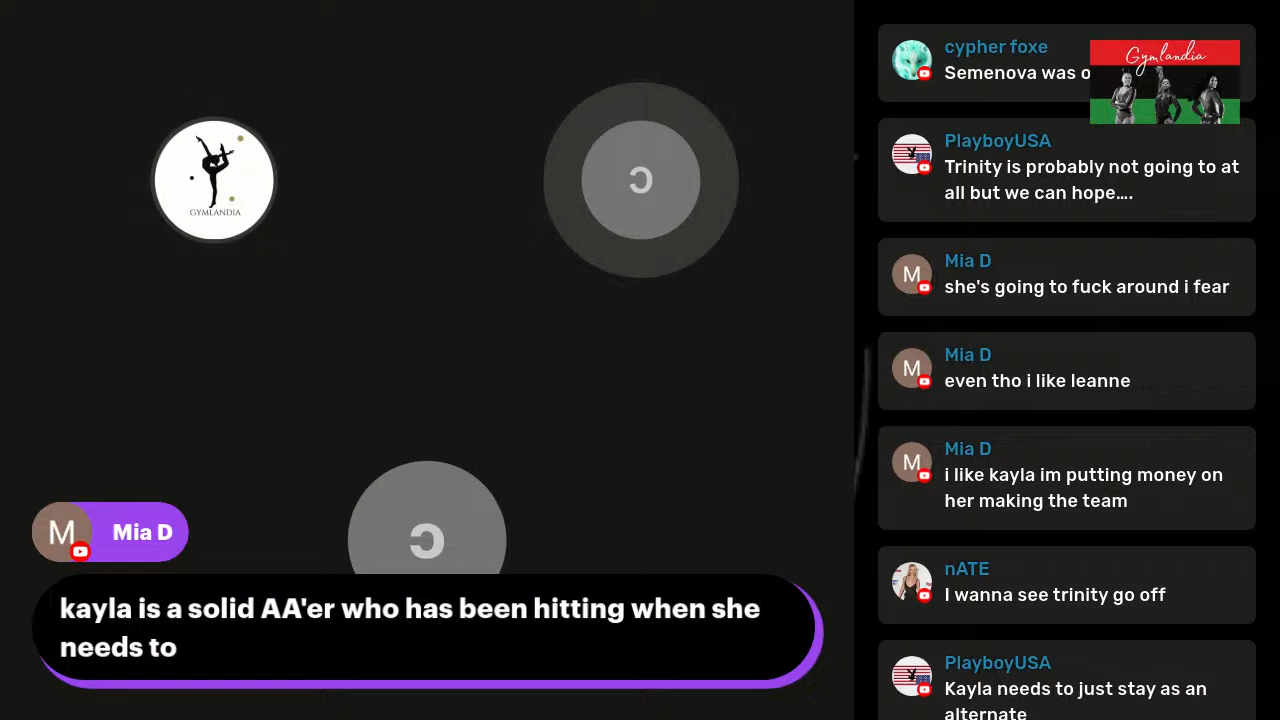 GYMLANDIA
ɔ
ɔ
M
Mia D
kayla is a solid AA'er who has been hitting when she
needs to
cypher foxe
Semenova was o
Gymlandia
PlayboyUSA
Trinity is probably not going to at
all but we can hope....
M
Mia D
she's going to fuck around i fear
M
Mia D
even tho i like leanne
M
Mia D
i like kayla im putting money on
her making the team
nATE
I wanna see trinity go off
PlayboyUSA
Kayla needs to just stay as an
alternate